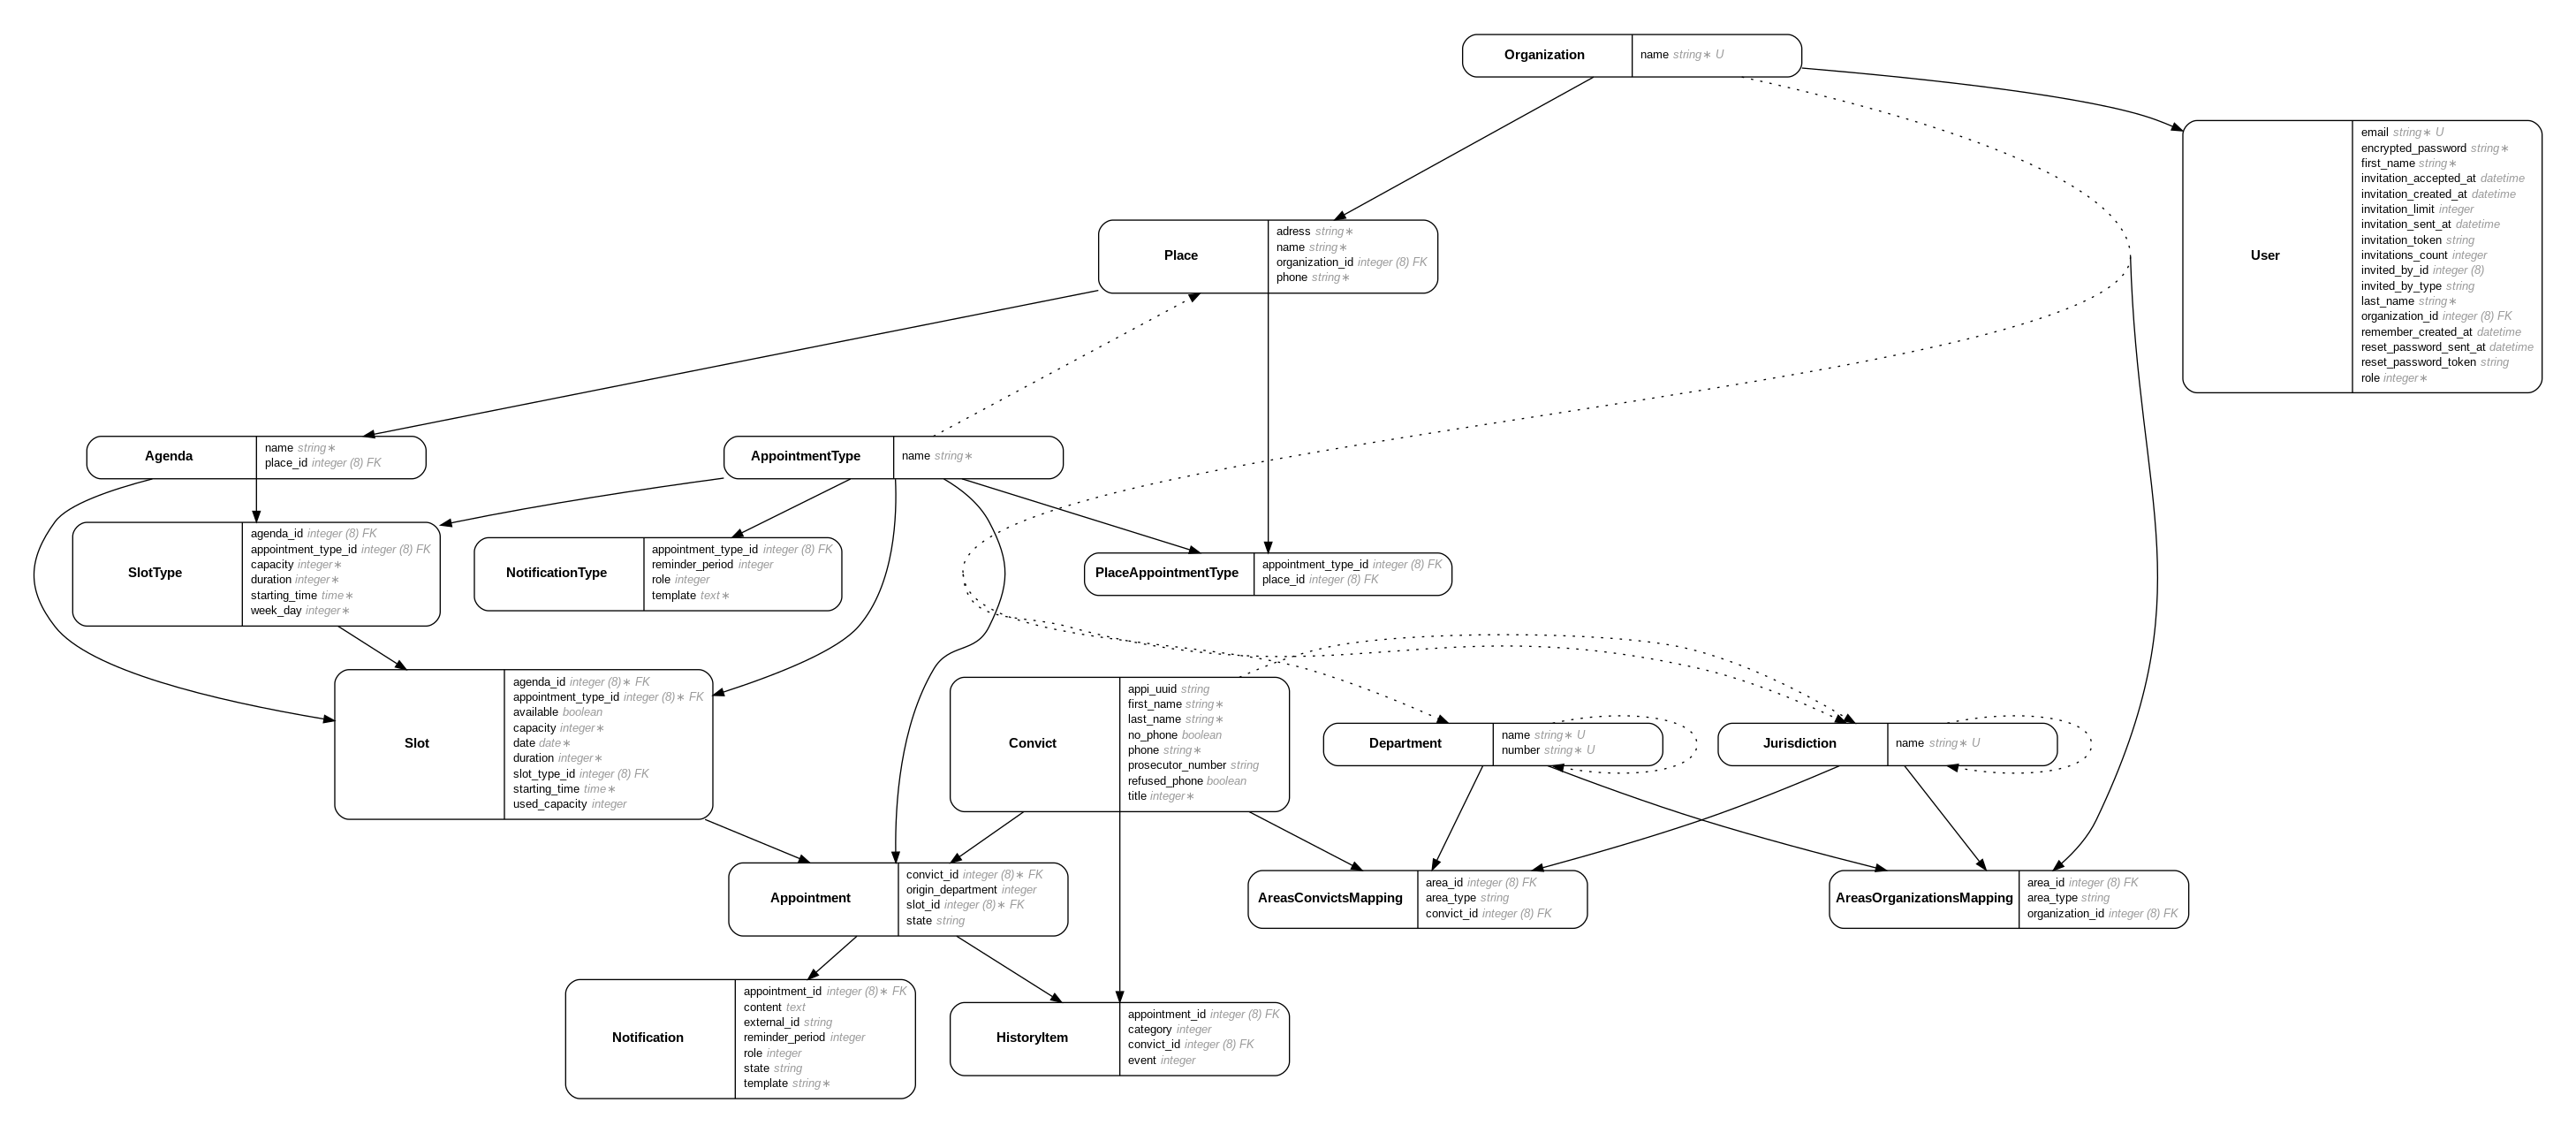 Organization
name string∗ U
User
email string∗ U
encrypted_password string∗
first_name string∗
invitation_accepted_at datetime
invitation_created_at datetime
invitation_limit integer
invitation_sent_at datetime
invitation_token string
invitations_count integer
invited_by_id integer (8)
invited_by_type string
last_name string∗
organization_id integer (8) FK
remember_created_at datetime
reset_password_sent_at datetime
reset_password_token string
role integer∗
Place
adress string∗
name string∗
organization_id integer (8) FK
phone string∗
Agenda
name string∗
place_id integer (8) FK
AppointmentType
name string∗
SlotType
agenda_id integer (8) FK
appointment_type_id integer (8) FK
capacity integer∗
duration integer∗
starting_time time∗
week_day integer∗
NotificationType
appointment_type_id integer (8) FK
reminder_period integer
role integer
template text∗
PlaceAppointmentType
appointment_type_id integer (8) FK
place_id integer (8) FK
Slot
agenda_id integer (8)∗ FK
appointment_type_id integer (8)∗ FK
available boolean
capacity integer∗
date date∗
duration integer∗
slot_type_id integer (8) FK
starting_time time∗
used_capacity integer
Convict
appi_uuid string
first_name string∗
last_name string∗
no_phone boolean
phone string∗
prosecutor_number string
refused_phone boolean
title integer∗
Department
name string∗ U
number string∗ U
Jurisdiction
name string∗ U
Appointment
convict_id integer (8)∗ FK
origin_department integer
slot_id integer (8)∗ FK
state string
AreasConvictsMapping
area_id integer (8) FK
area_type string
convict_id integer (8) FK
AreasOrganizationsMapping
area_id integer (8) FK
area_type string
organization_id integer (8) FK
Notification
appointment_id integer (8)∗ FK
content text
external_id string
reminder_period integer
role integer
state string
template string∗
HistoryItem
appointment_id integer (8) FK
category integer
convict_id integer (8) FK
event integer